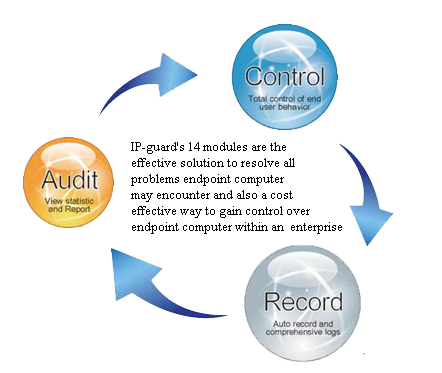 Control
Total control of end
user behavior
IP-guard's 14 modules are the
effective solution to resolve all
problems endpoint computer
may encounter and also a cost
effective way to gain control over
endpoint computer within an enterprise
Audit
View statistic
and Report
Record
Auto record and
comprehensive logs